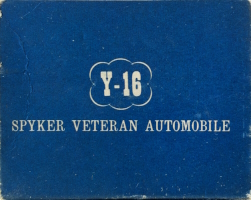 Y-16
SPYKER VETERAN AUTOMOBILE